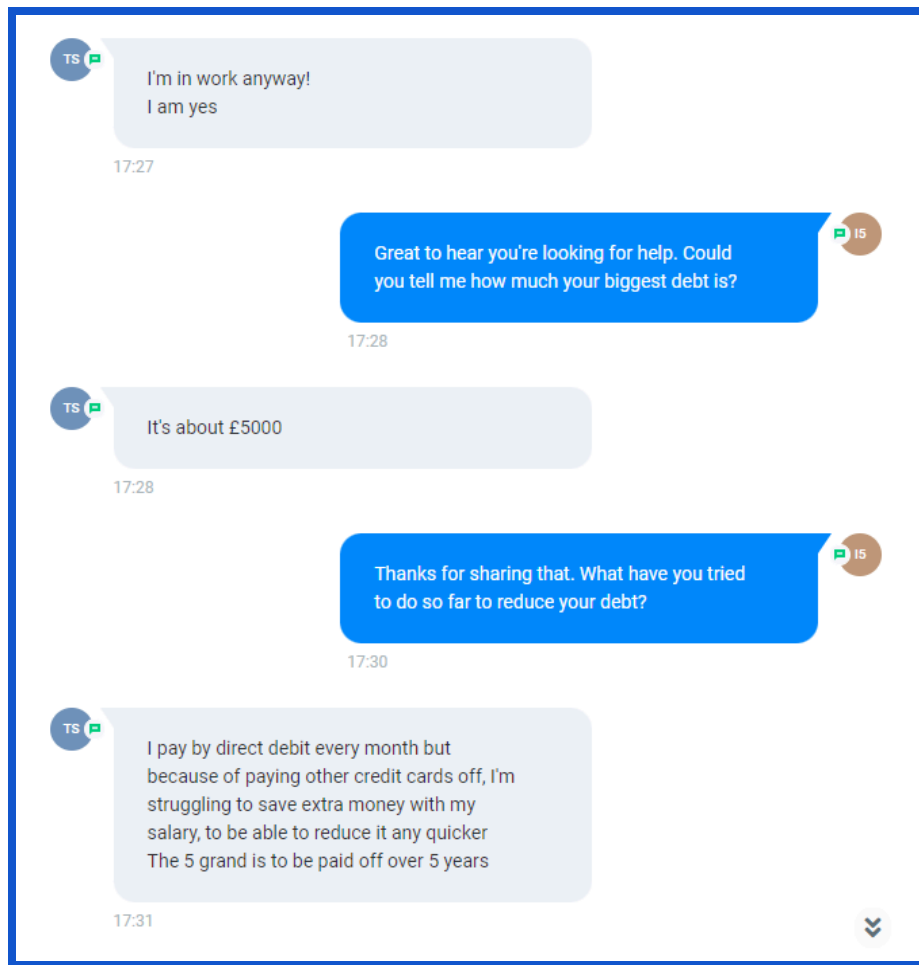 TS
I'm in work anyway!
I am yes
17:27
I5
Great to hear you're looking for help. Could
you tell me how much your biggest debt is?
17:28
TS
It's about £5000
17:28
I5
Thanks for sharing that. What have you tried
to do so far to reduce your debt?
17:30
TS
I pay by direct debit every month but
because of paying other credit cards off, I'm
struggling to save extra money with my
salary, to be able to reduce it any quicker
The 5 grand is to be paid off over 5 years
17:31